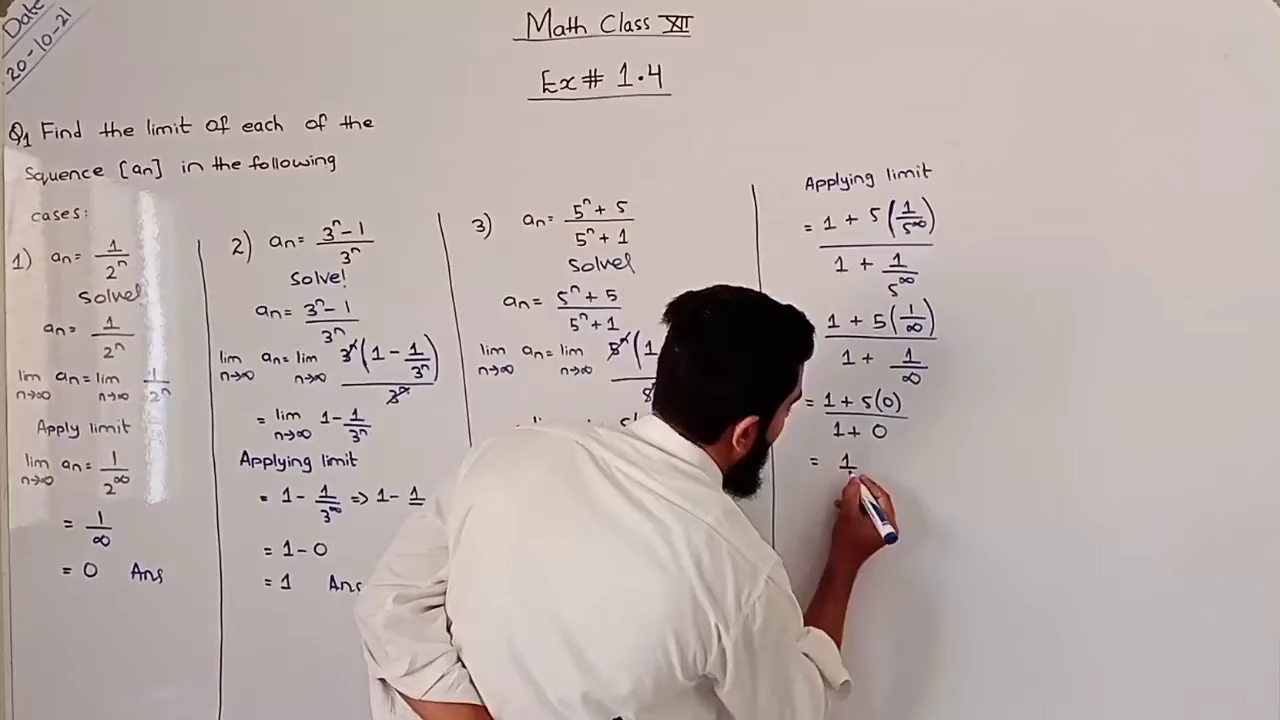 Date
20-10-21
Math Class XII
Ex# 1.4
Q1 Find the limit of each of the
Squence [an] in the following
cases:
1) an= 1/2^n
Solve!
an= 1/2^n
lim n→∞ an= lim n→∞ 1/2^n
Apply limit
lim n→∞ an= 1/2^∞
= 1/∞
= 0 Ans
2) an= 3^n-1/3^n
Solve!
an= 3^n-1/3^n
lim n→∞ an= lim n→∞ 3^n(1 - 1/3^n)/3^n
= lim n→∞ 1 - 1/3^n
Applying limit
= 1 - 1/3^∞ => 1 - 1
= 1 - 0
= 1 Ans
3) an= 5^n + 5/5^n + 1
Solve!
an= 5^n + 5/5^n + 1
lim n→∞ an= lim n→∞ 5^n(1
Applying limit
= 1 + 5(1/5^∞)/1 + 1/5^∞
1 + 5(1/∞)/1 + 1/∞
= 1 + 5(0)/1 + 0
= 1